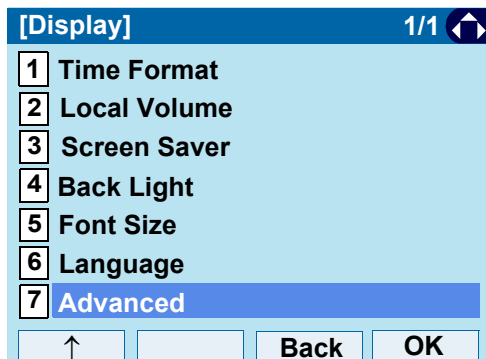 [Display] 1/1
1 Time Format
2 Local Volume
3 Screen Saver
4 Back Light
5 Font Size
6 Language
7 Advanced
↑ Back OK